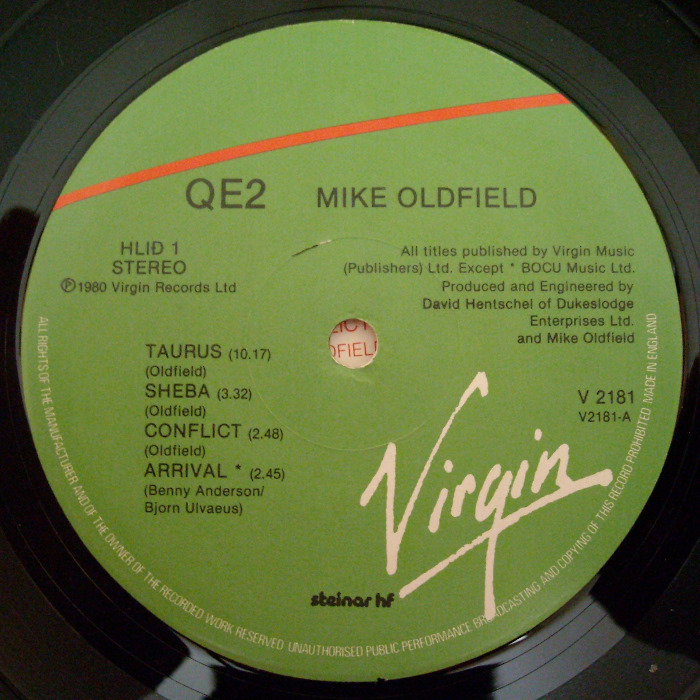 QE2 MIKE OLDFIELD
HLIÐ 1
STEREO
Ⓟ1980 Virgin Records Ltd
All titles published by Virgin Music
(Publishers) Ltd. Except * BOCU Music Ltd.
Produced and Engineered by
David Hentschel of Dukeslodge
Enterprises Ltd.
and Mike Oldfield
TAURUS (10.17)
(Oldfield)
SHEBA (3.32)
(Oldfield)
CONFLICT (2.48)
(Oldfield)
ARRIVAL * (2.45)
(Benny Anderson/
Bjorn Ulvaeus)
V 2181
V2181-A
Virgin
steinar hf
ALL RIGHTS OF THE MANUFACTURER AND OF THE OWNER OF THE RECORDED WORK RESERVED UNAUTHORISED PUBLIC PERFORMANCE BROADCASTING AND COPYING OF THIS RECORD PROHIBITED MADE IN ENGLAND